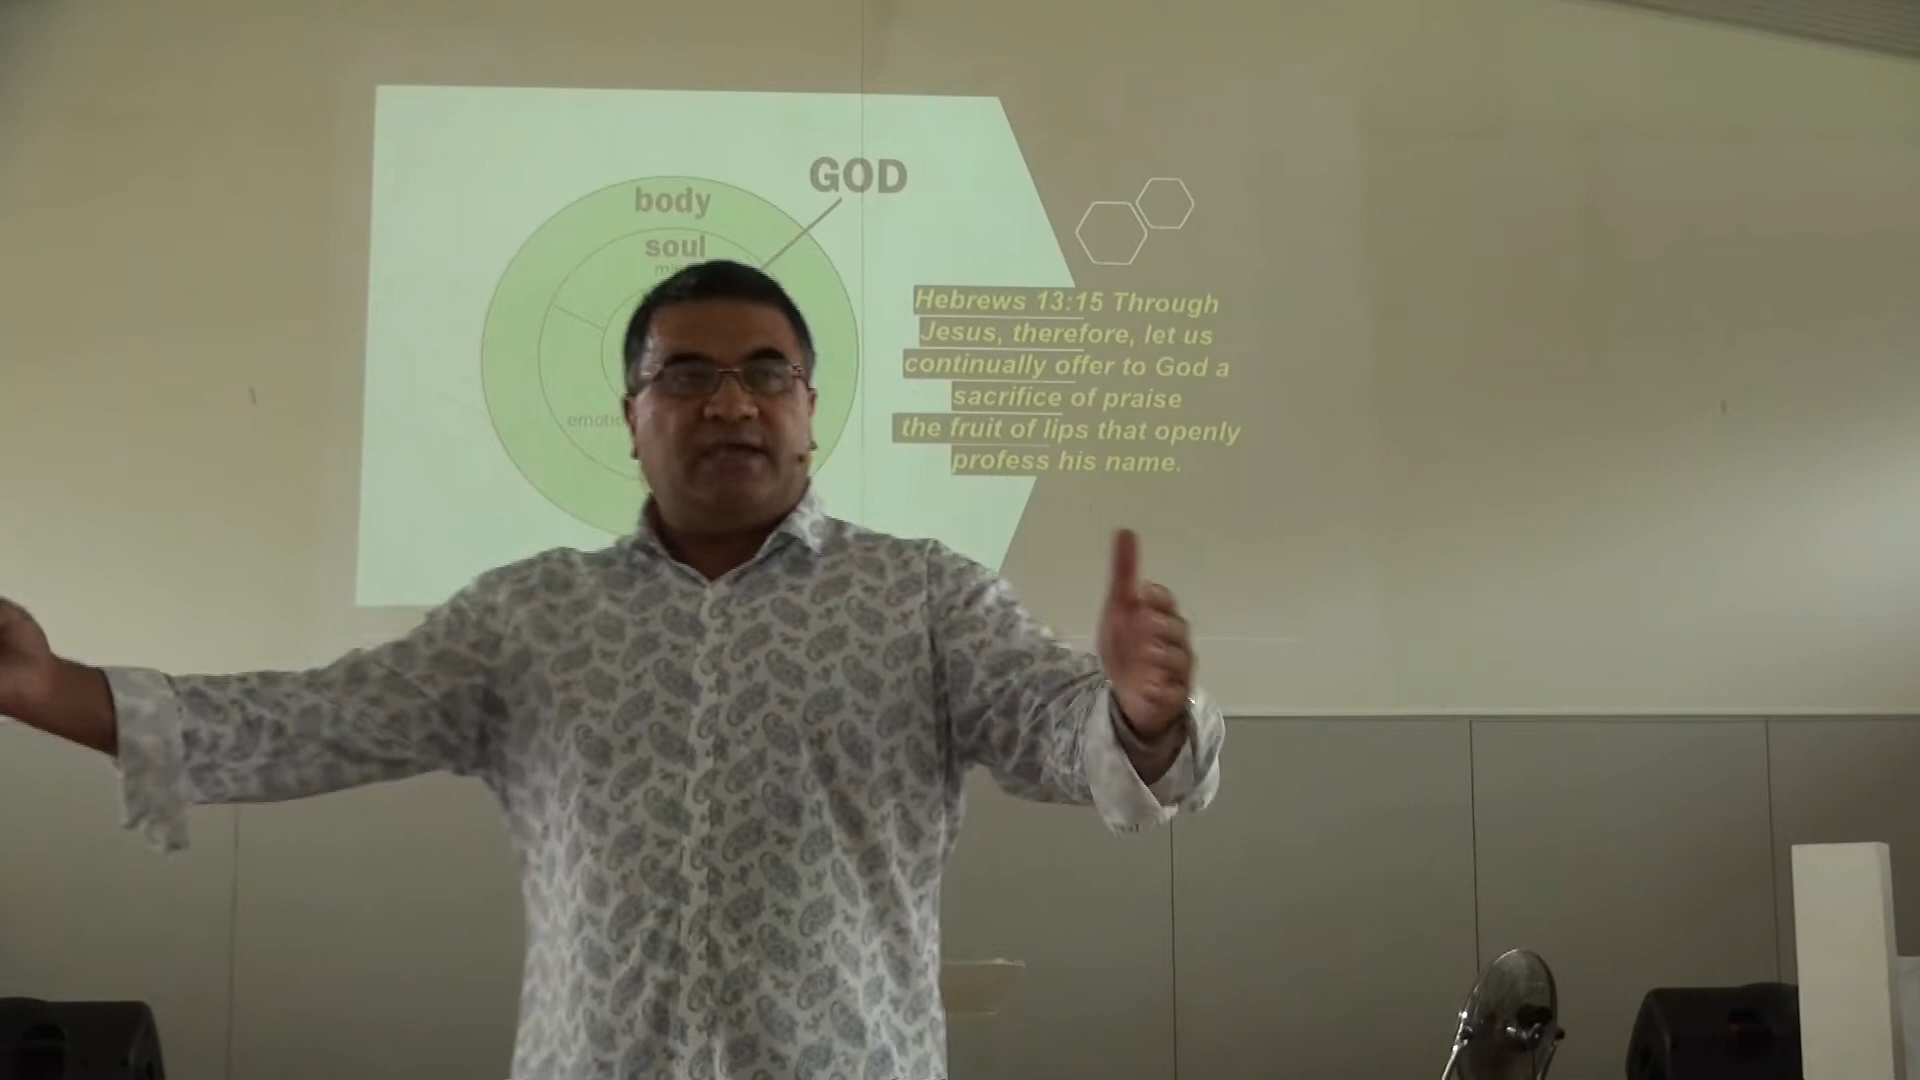 GOD
body
soul
Hebrews 13:15 Through
Jesus, therefore, let us
continually offer to God a
sacrifice of praise
the fruit of lips that openly
profess his name.